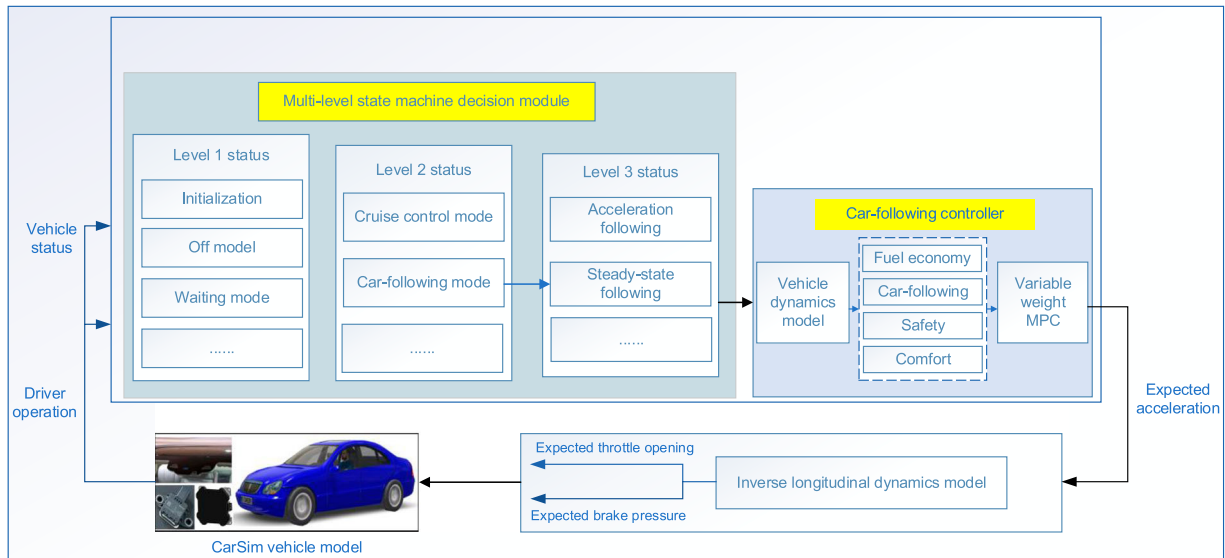 Multi-level state machine decision module
Level 1 status
Initialization
Off model
Waiting mode
......
Level 2 status
Cruise control mode
Car-following mode
......
Level 3 status
Acceleration
following
Steady-state
following
......
Car-following controller
Vehicle
dynamics
model
Fuel economy
Car-following
Safety
Comfort
Variable
weight
MPC
Vehicle
status
Driver
operation
Expected
acceleration
Expected throttle opening
Expected brake pressure
Inverse longitudinal dynamics model
CarSim vehicle model